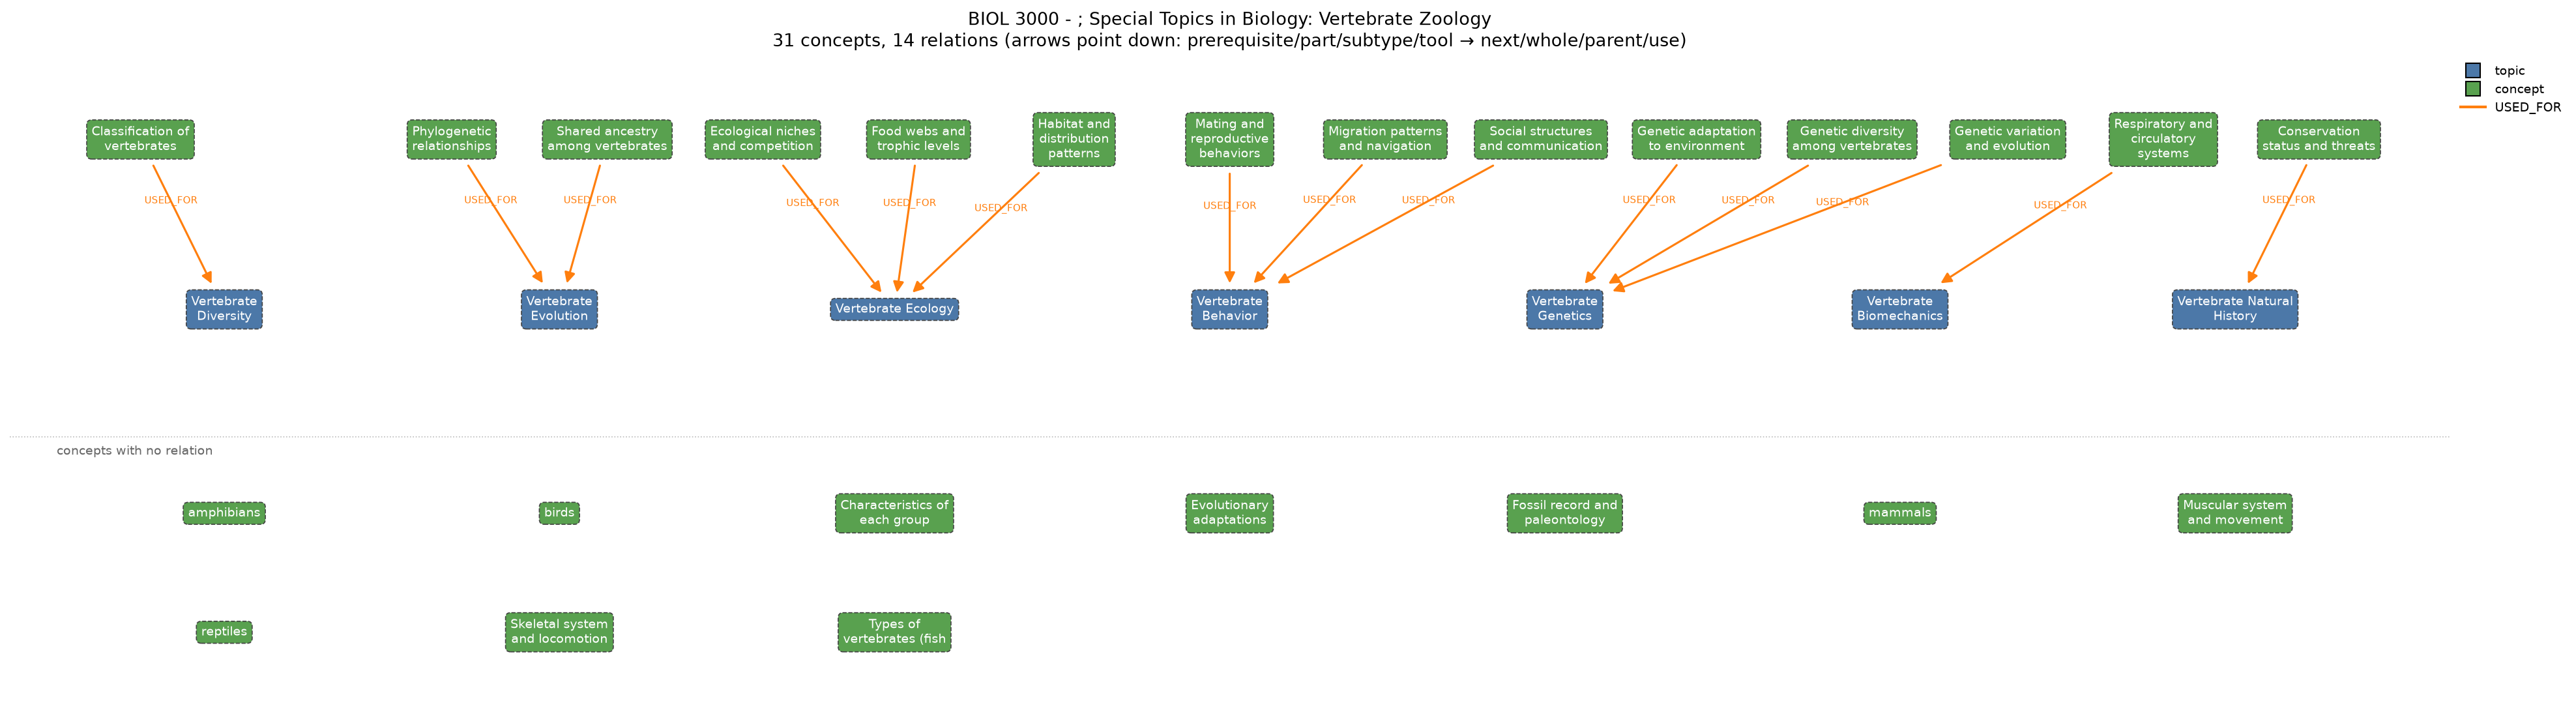 BIOL 3000 - ; Special Topics in Biology: Vertebrate Zoology
31 concepts, 14 relations (arrows point down: prerequisite/part/subtype/tool → next/whole/parent/use)
topic
concept
USED_FOR
Classification of
vertebrates
Phylogenetic
relationships
Shared ancestry
among vertebrates
Ecological niches
and competition
Food webs and
trophic levels
Habitat and
distribution
patterns
Mating and
reproductive
behaviors
Migration patterns
and navigation
Social structures
and communication
Genetic adaptation
to environment
Genetic diversity
among vertebrates
Genetic variation
and evolution
Respiratory and
circulatory
systems
Conservation
status and threats
USED_FOR
USED_FOR
USED_FOR
USED_FOR
USED_FOR
USED_FOR
USED_FOR
USED_FOR
USED_FOR
USED_FOR
USED_FOR
USED_FOR
USED_FOR
USED_FOR
Vertebrate
Diversity
Vertebrate
Evolution
Vertebrate Ecology
Vertebrate
Behavior
Vertebrate
Genetics
Vertebrate
Biomechanics
Vertebrate Natural
History
concepts with no relation
amphibians
birds
Characteristics of
each group
Evolutionary
adaptations
Fossil record and
paleontology
mammals
Muscular system
and movement
reptiles
Skeletal system
and locomotion
Types of
vertebrates (fish